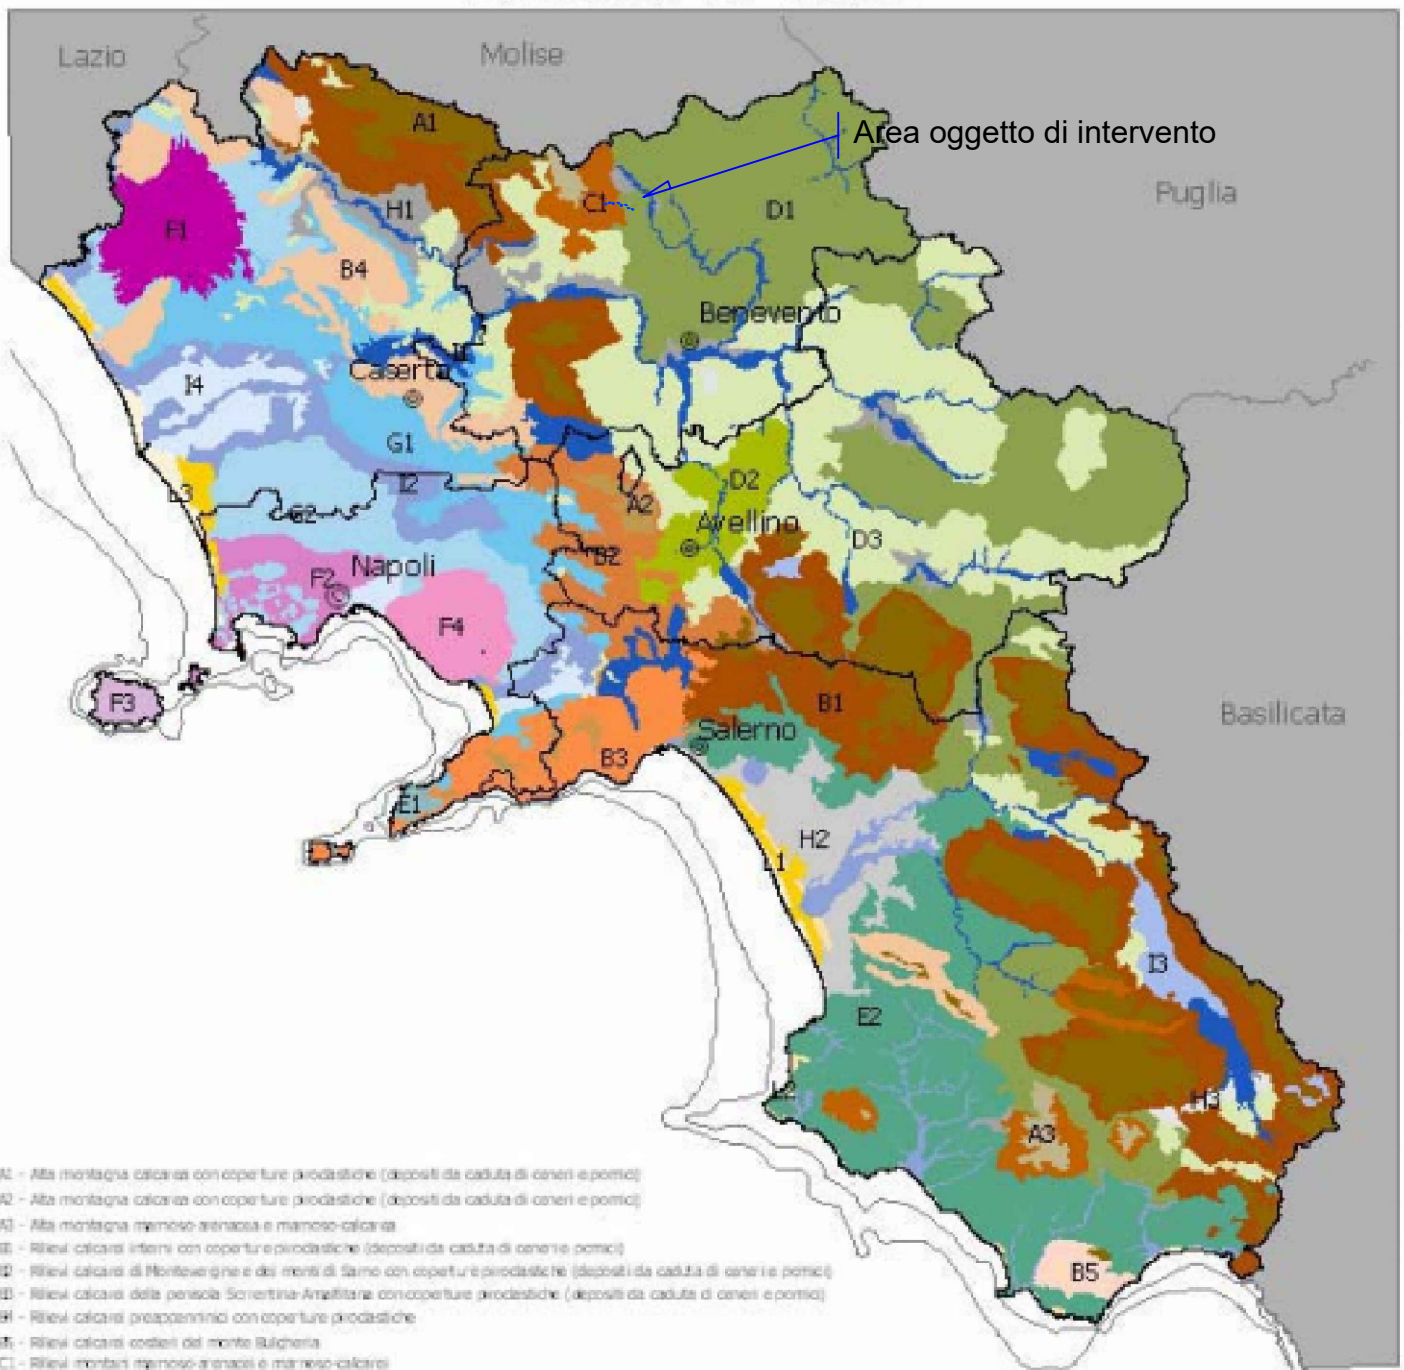 Lazio
Molise
A1
Area oggetto di intervento
Puglia
C1
H1
D1
F1
B4
Benevento
I1
Caserta
I4
G1
D2
I2
L3
A2
G2
Avellino
D3
B2
Napoli
F2
F4
F3
B1
Basilicata
Salerno
B3
E1
H2
L1
I3
E2
H3
A3
B5
A1 - Alta montagna calcarea con coperture piroclastiche (depositi da caduta di ceneri e pomici)
A2 - Alta montagna calcarea con coperture piroclastiche (depositi da caduta di ceneri e pomici)
A3 - Alta montagna marnoso-arenacea e marnoso-calcarea
B1 - Rilievi calcarei interni con coperture piroclastiche (depositi da caduta di ceneri e pomici)
B2 - Rilievi calcarei di Montevergine e dei monti di Sarno con coperture piroclastiche (depositi da caduta di ceneri e pomici)
B3 - Rilievi calcarei della penisola Sorrentina-Amalfitana con coperture piroclastiche (depositi da caduta di ceneri e pomici)
B4 - Rilievi calcarei preappenninici con coperture piroclastiche
B5 - Rilievi calcarei costieri del monte Bulgheria
C1 - Rilievi montani marnoso-arenacei e marnoso-calcarei